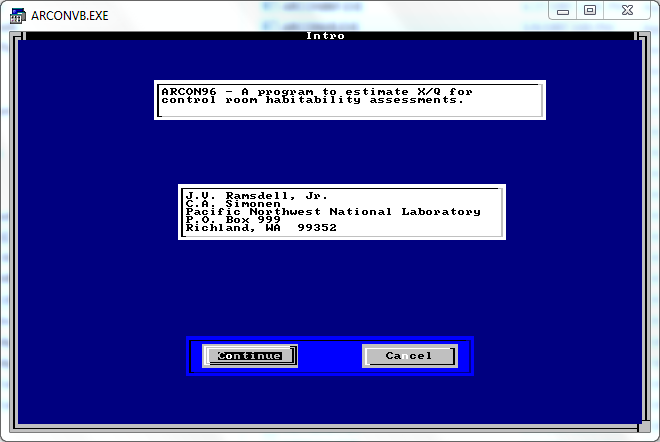 ARCONVB.EXE
Intro
ARCON96 - A program to estimate X/Q for
control room habitability assessments.
J.V. Ramsdell, Jr.
C.A. Simonen
Pacific Northwest National Laboratory
P.O. Box 999
Richland, WA  99352
Continue
Cancel